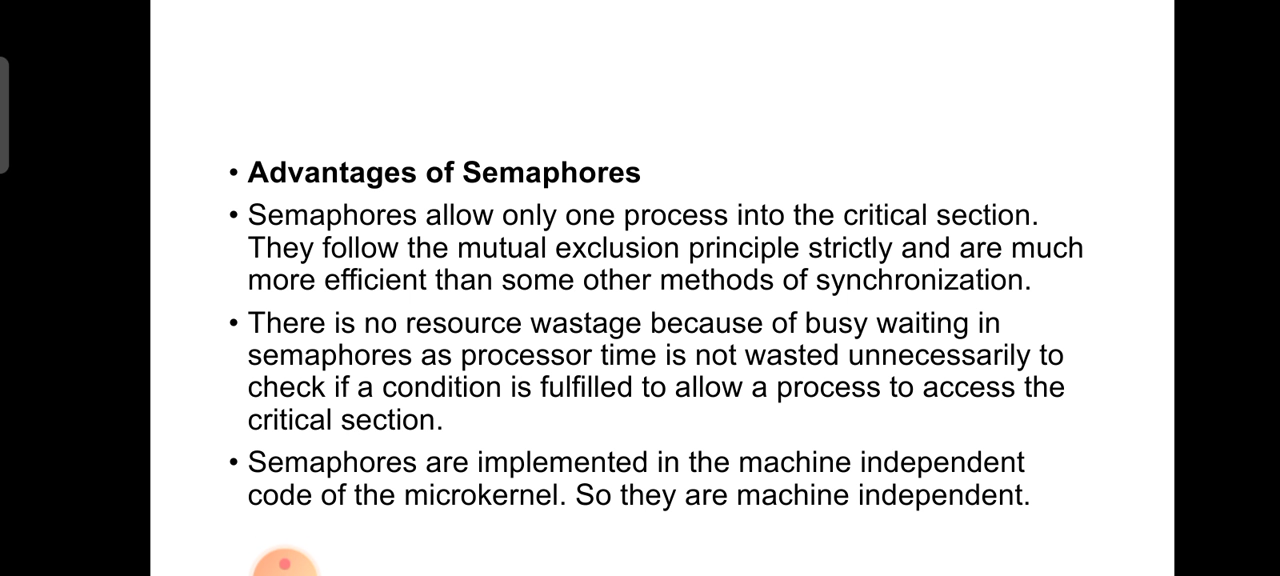 • Advantages of Semaphores
• Semaphores allow only one process into the critical section.
They follow the mutual exclusion principle strictly and are much
more efficient than some other methods of synchronization.
• There is no resource wastage because of busy waiting in
semaphores as processor time is not wasted unnecessarily to
check if a condition is fulfilled to allow a process to access the
critical section.
• Semaphores are implemented in the machine independent
code of the microkernel. So they are machine independent.